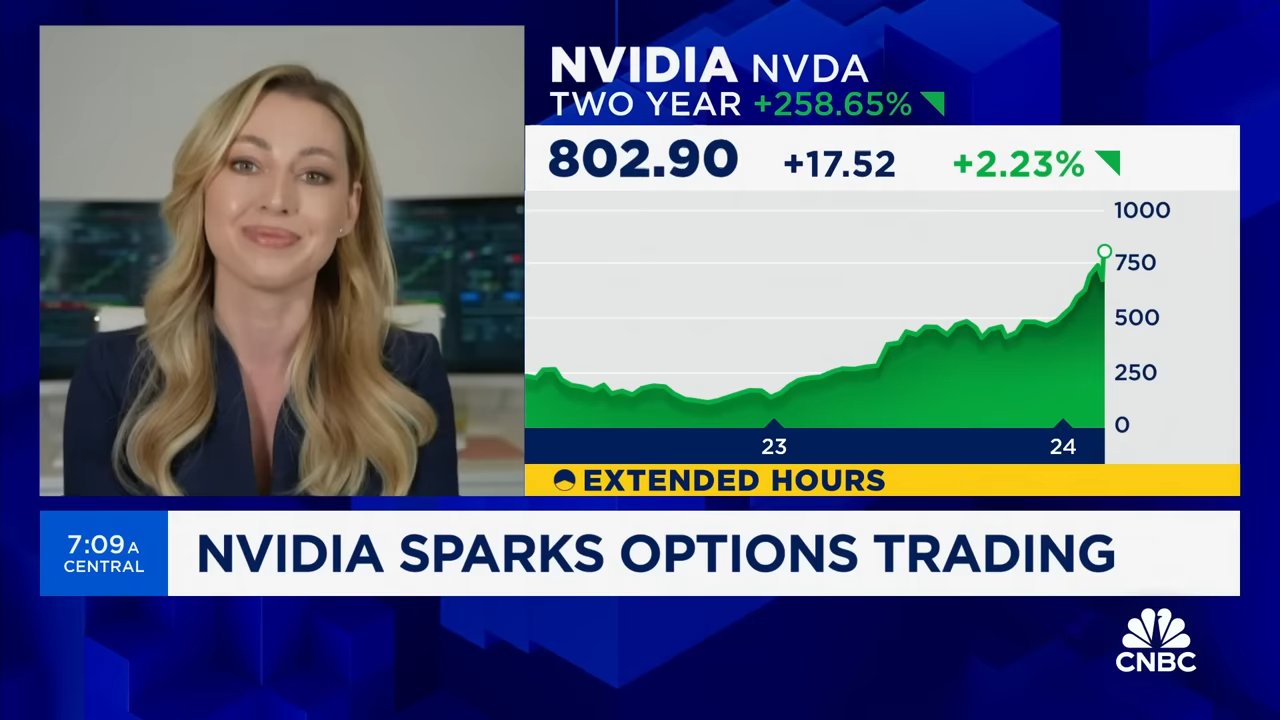 NVIDIA NVDA
TWO YEAR +258.65%
802.90 +17.52 +2.23%
1000
750
500
250
0
23 24
EXTENDED HOURS
7:09 A
CENTRAL
NVIDIA SPARKS OPTIONS TRADING
CNBC